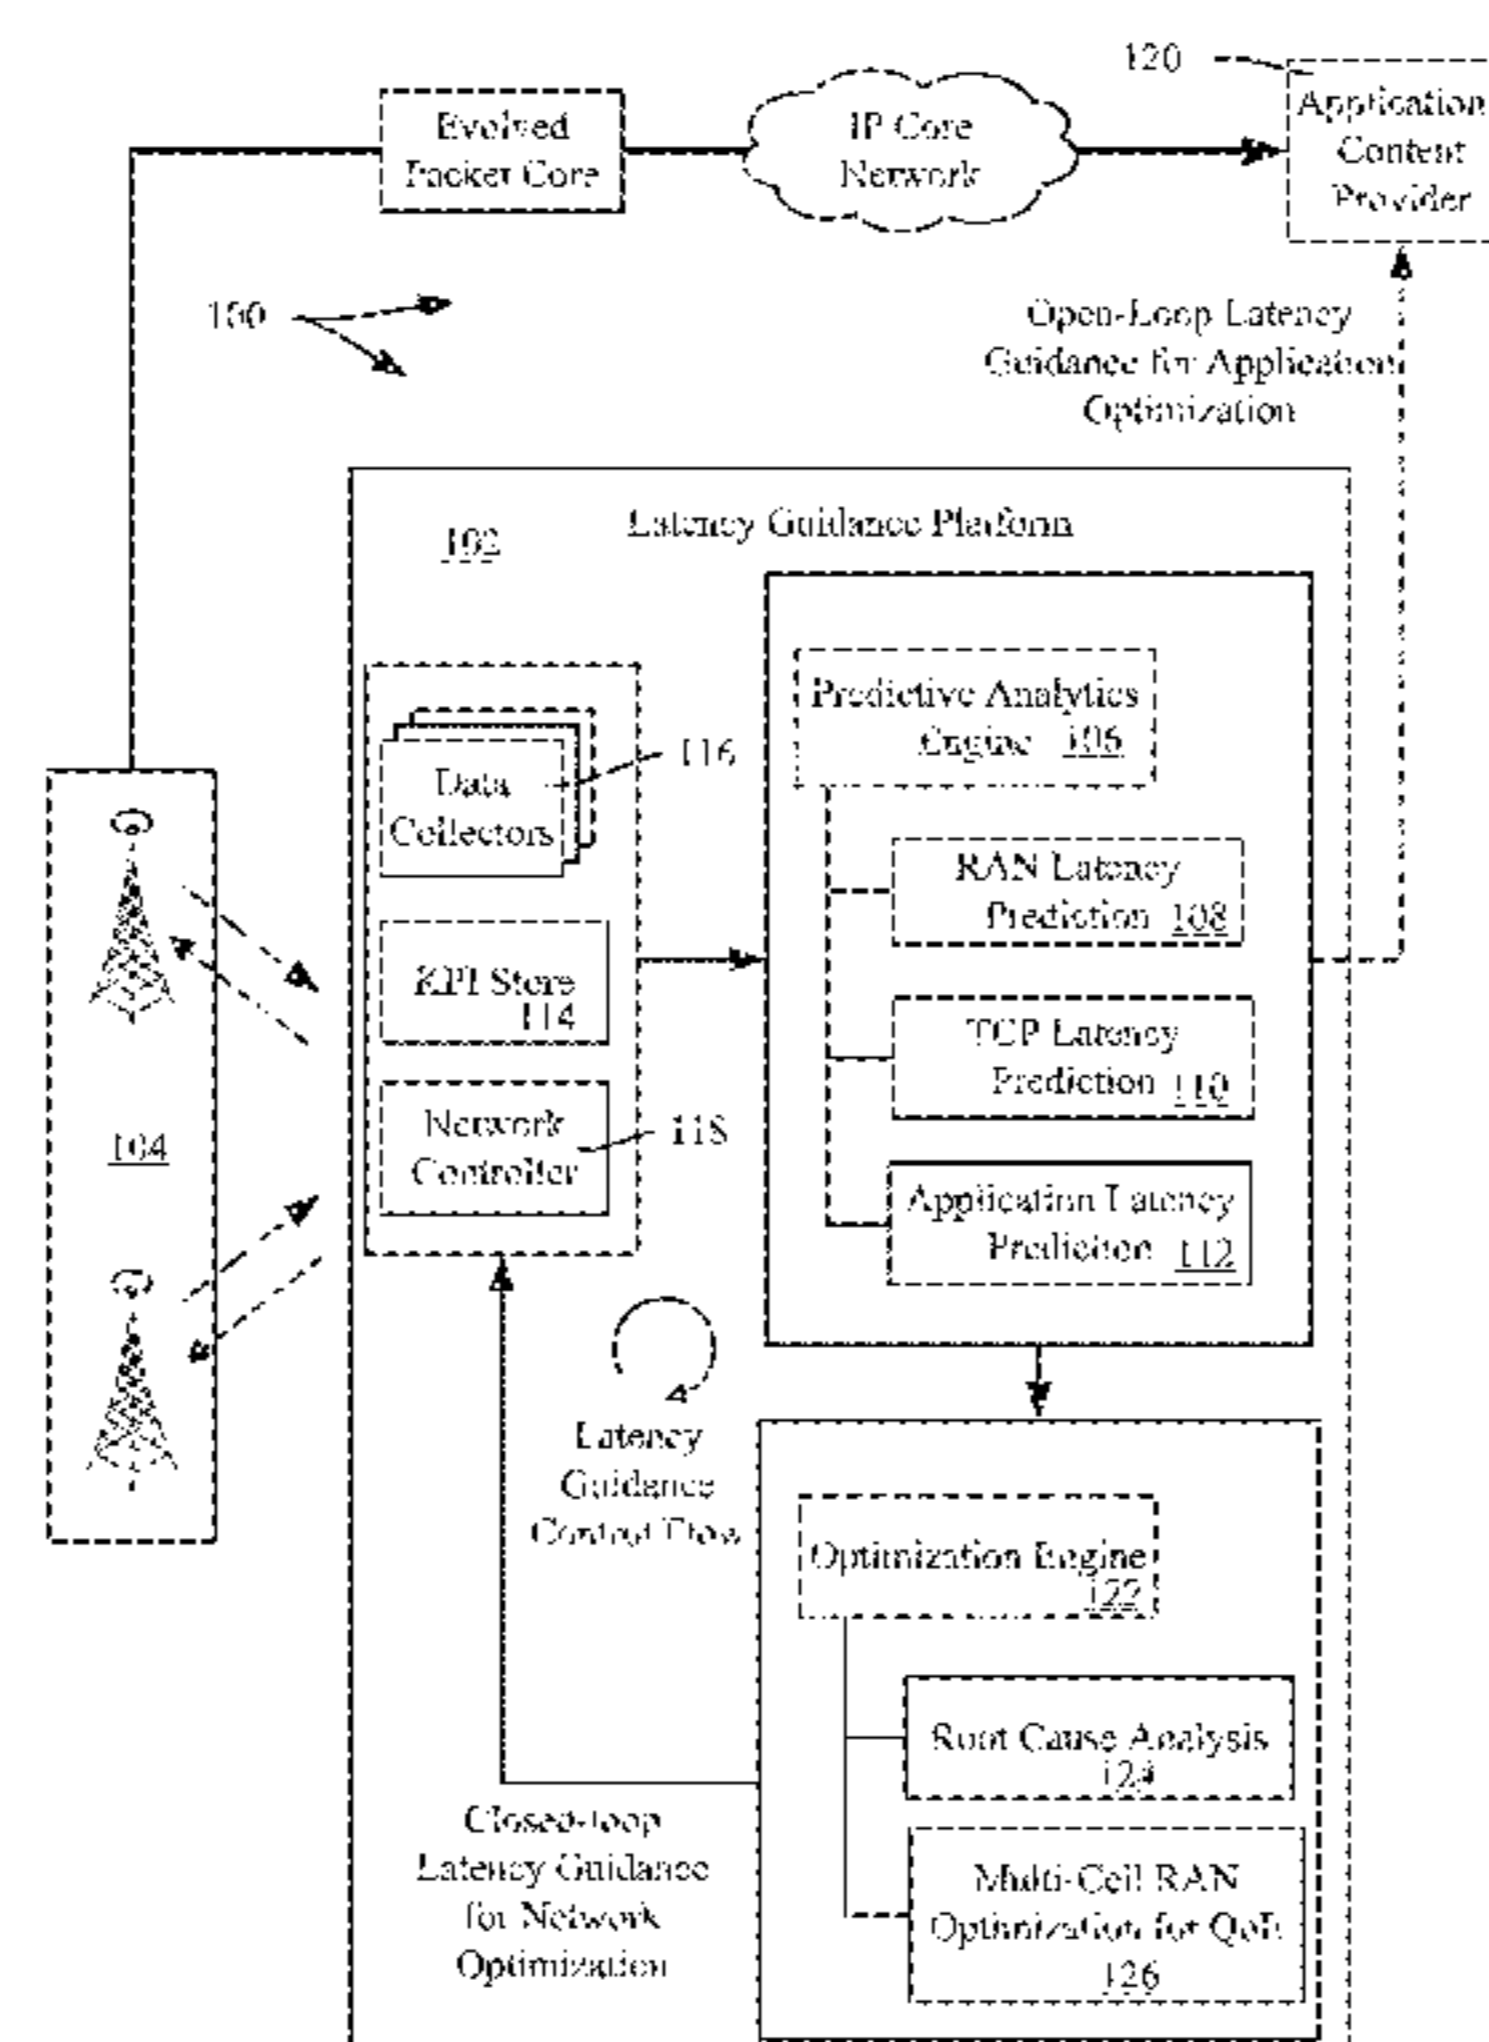 120
Evolved
Packet Core
IP Core
Network
Application
Content
Provider
100
Open-Loop Latency
Guidance for Application
Optimization
102
Latency Guidance Platform
Data
Collectors
116
KPI Store
114
Network
Controller
118
104
Predictive Analytics
Engine 106
RAN Latency
Prediction 108
TCP Latency
Prediction 110
Application Latency
Prediction 112
Latency
Guidance
Control Flow
Optimization Engine
122
Root Cause Analysis
124
Multi-Cell RAN
Optimization for QoE
126
Closed-loop
Latency Guidance
for Network
Optimization